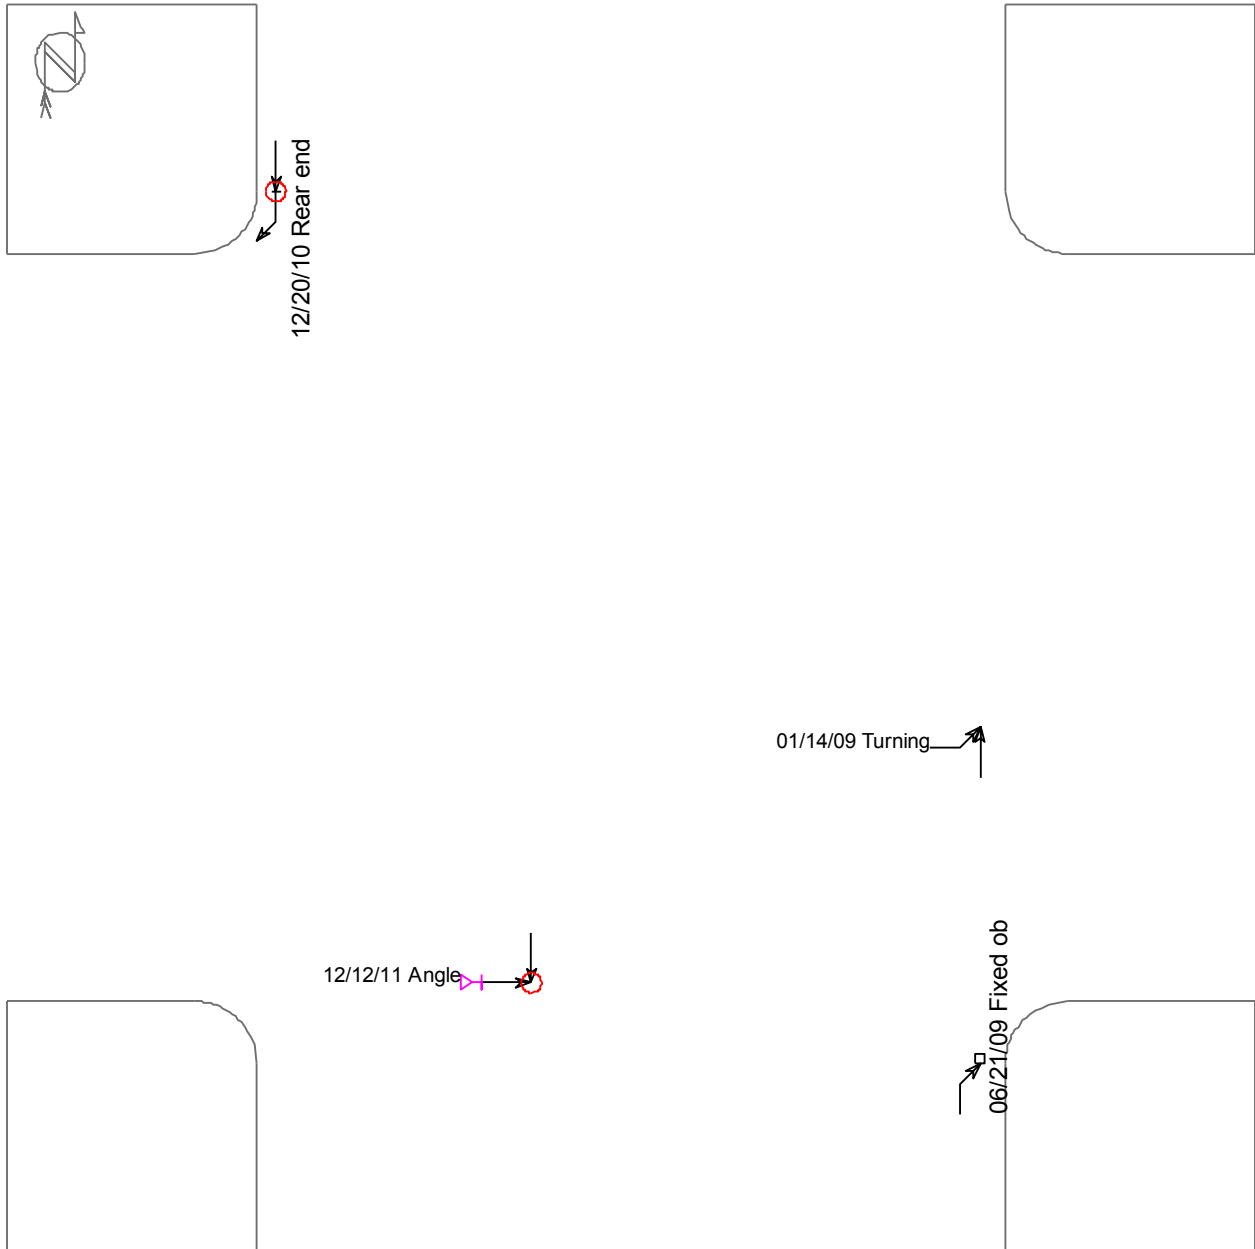 N
12/20/10 Rear end
01/14/09 Turning
12/12/11 Angle
06/21/09 Fixed ob